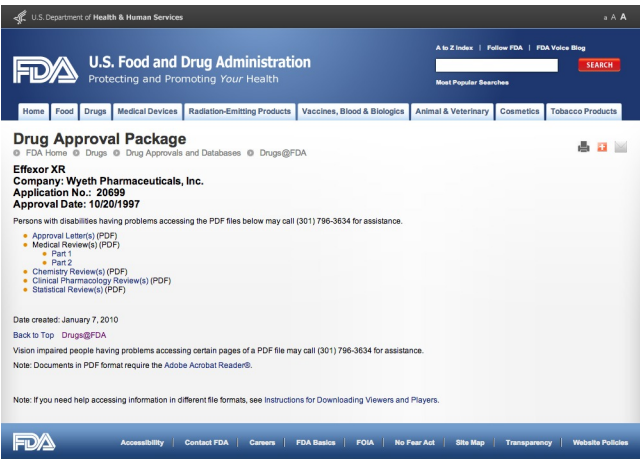 U.S. Department of Health & Human Services
a A A
FDA
U.S. Food and Drug Administration
Protecting and Promoting Your Health
A to Z Index | Follow FDA | FDA Voice Blog
SEARCH
Most Popular Searches
Home Food Drugs Medical Devices Radiation-Emitting Products Vaccines, Blood & Biologics Animal & Veterinary Cosmetics Tobacco Products
Drug Approval Package
FDA Home Drugs Drug Approvals and Databases Drugs@FDA
Effexor XR
Company: Wyeth Pharmaceuticals, Inc.
Application No.: 20699
Approval Date: 10/20/1997
Persons with disabilities having problems accessing the PDF files below may call (301) 796-3634 for assistance.
Approval Letter(s) (PDF)
Medical Review(s) (PDF)
Part 1
Part 2
Chemistry Review(s) (PDF)
Clinical Pharmacology Review(s) (PDF)
Statistical Review(s) (PDF)
Date created: January 7, 2010
Back to Top Drugs@FDA
Vision impaired people having problems accessing certain pages of a PDF file may call (301) 796-3634 for assistance.
Note: Documents in PDF format require the Adobe Acrobat Reader®.
Note: If you need help accessing information in different file formats, see Instructions for Downloading Viewers and Players.
FDA
Accessibility | Contact FDA | Careers | FDA Basics | FOIA | No Fear Act | Site Map | Transparency | Website Policies